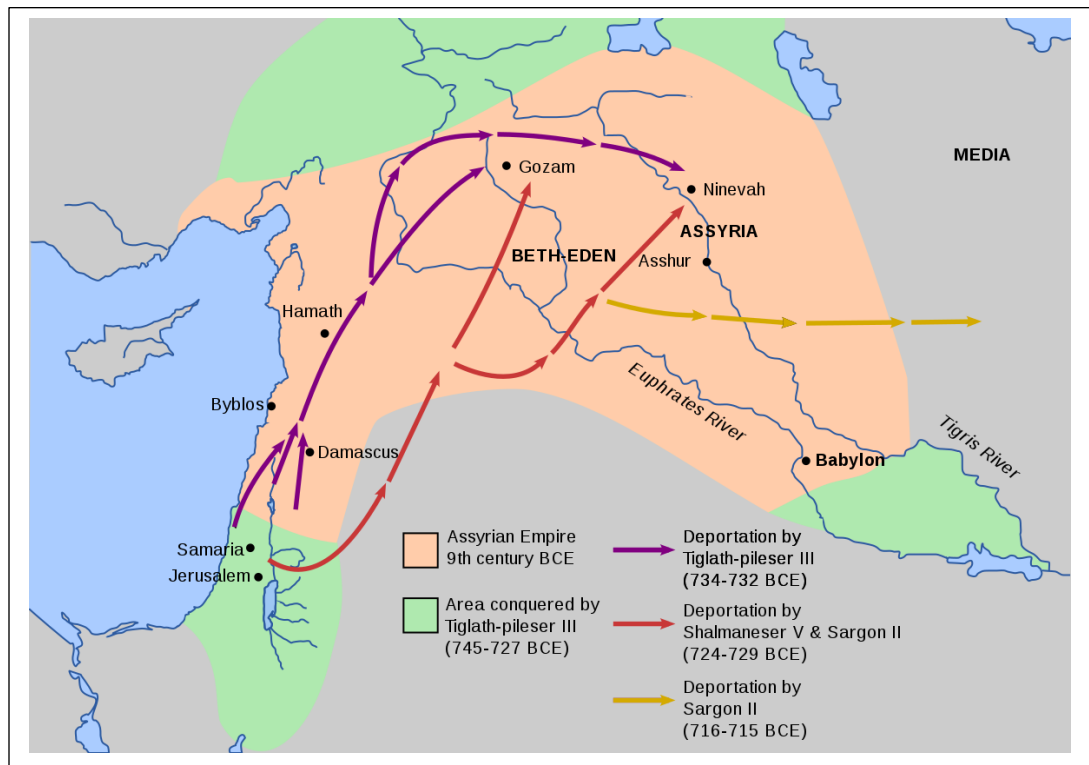 MEDIA
Gozam
Ninevah
ASSYRIA
BETH-EDEN
Asshur
Hamath
Euphrates River
Byblos
Tigris River
Damascus
Babylon
Samaria
Jerusalem
Assyrian Empire
9th century BCE
Area conquered by
Tiglath-pileser III
(745-727 BCE)
Deportation by
Tiglath-pileser III
(734-732 BCE)
Deportation by
Shalmaneser V & Sargon II
(724-729 BCE)
Deportation by
Sargon II
(716-715 BCE)